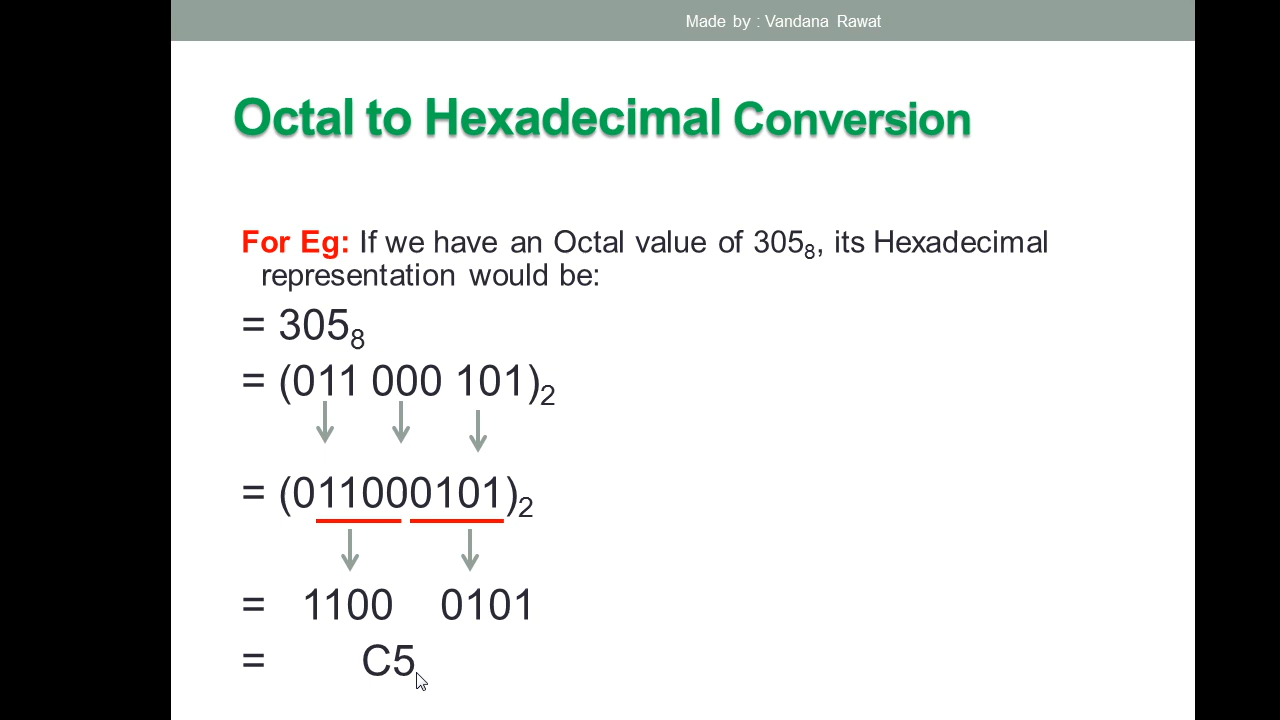 Made by : Vandana Rawat
Octal to Hexadecimal Conversion
For Eg: If we have an Octal value of 305₈, its Hexadecimal
representation would be:
= 305₈
= (011 000 101)₂
= (011000101)₂
= 1100 0101
= C5